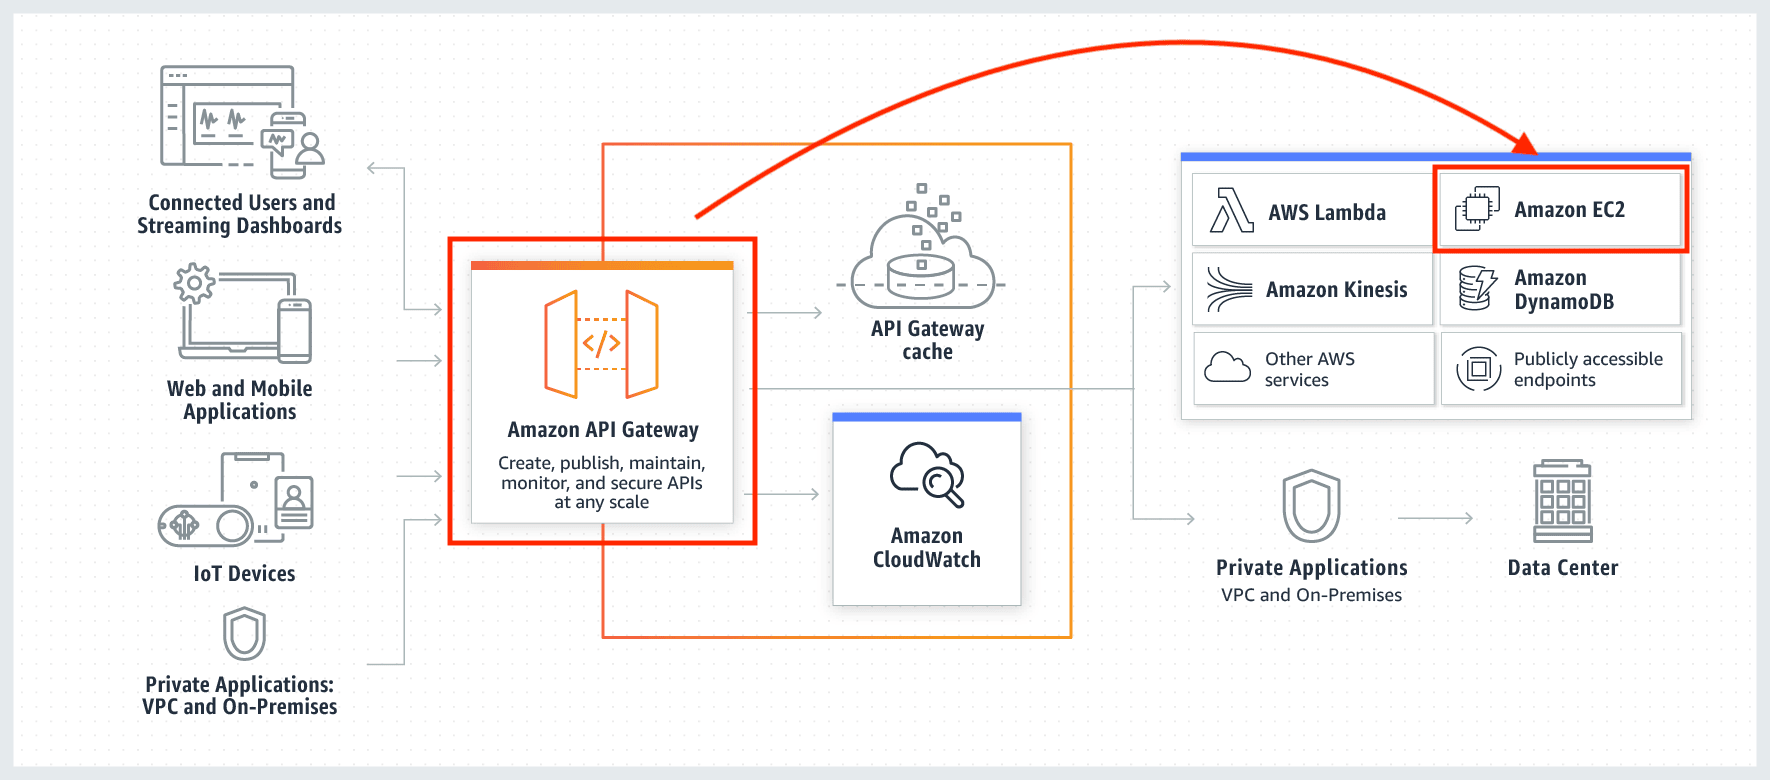 Connected Users and
Streaming Dashboards
Web and Mobile
Applications
IoT Devices
Private Applications:
VPC and On-Premises
</>
Amazon API Gateway
Create, publish, maintain,
monitor, and secure APIs
at any scale
API Gateway
cache
Amazon
CloudWatch
AWS Lambda
Amazon EC2
Amazon Kinesis
Amazon
DynamoDB
Other AWS
services
Publicly accessible
endpoints
Private Applications
VPC and On-Premises
Data Center